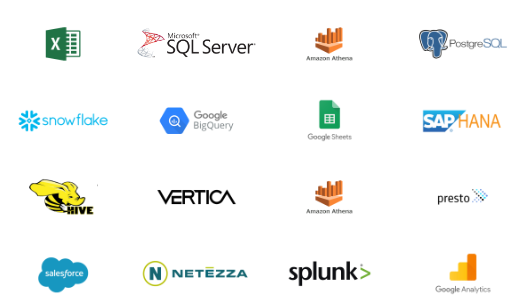 X
Microsoft®
SQL Server®
Amazon Athena
PostgreSQL
snowflake
Google
BigQuery
Google Sheets
SAP HANA
HIVE
VERTICA
Amazon Athena
presto
salesforce
N NETEZZA
splunk>
Google Analytics